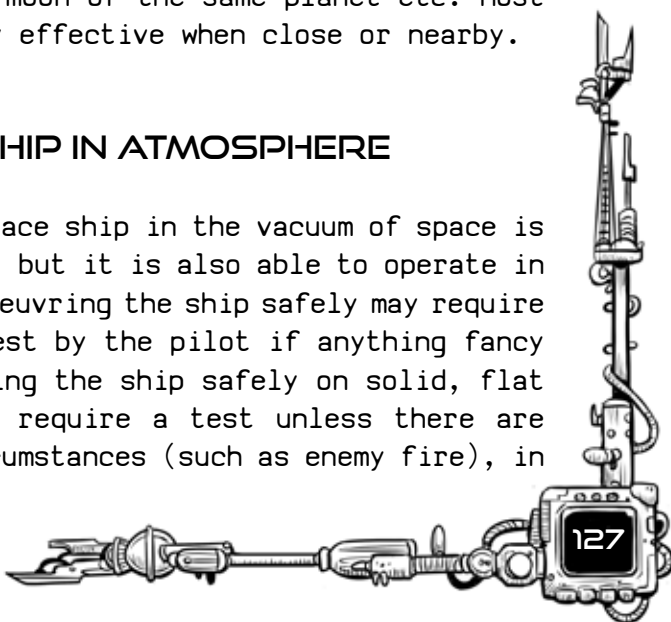 moon of the same planet etc. Most
effective when close or nearby.
SHIP IN ATMOSPHERE
ace ship in the vacuum of space is
but it is also able to operate in
euvring the ship safely may require
est by the pilot if anything fancy
ing the ship safely on solid, flat
require a test unless there are
umstances (such as enemy fire), in
127